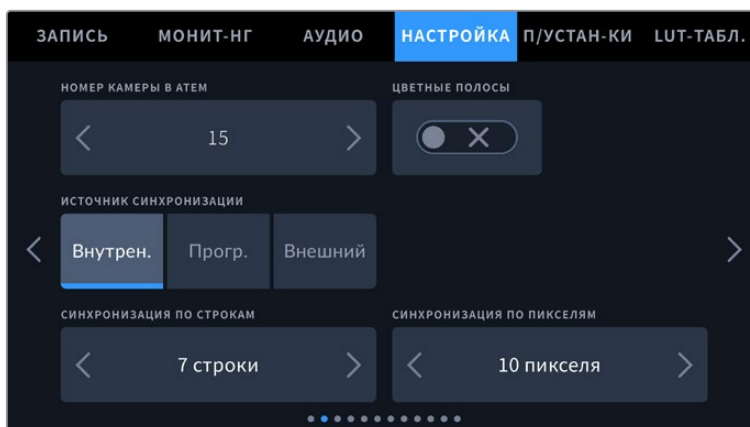 ЗАПИСЬ МОНИТ-НГ АУДИО НАСТРОЙКА П/УСТАН-КИ LUT-ТАБЛ.
НОМЕР КАМЕРЫ В ATEM ЦВЕТНЫЕ ПОЛОСЫ
15
ИСТОЧНИК СИНХРОНИЗАЦИИ
Внутрен. Прогр. Внешний
СИНХРОНИЗАЦИЯ ПО СТРОКАМ СИНХРОНИЗАЦИЯ ПО ПИКСЕЛЯМ
7 строки 10 пикселя